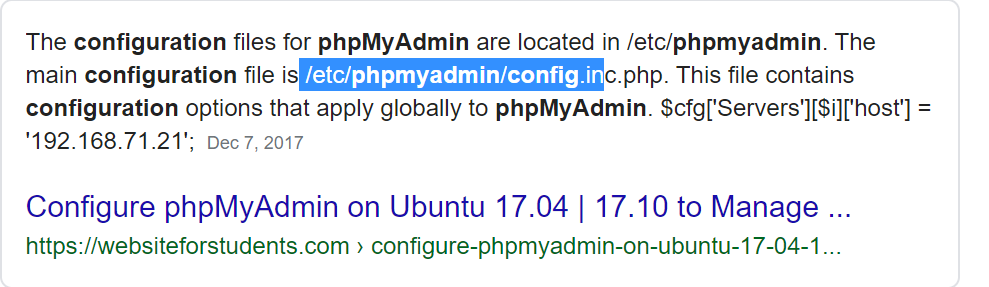 The configuration files for phpMyAdmin are located in /etc/phpmyadmin. The
main configuration file is /etc/phpmyadmin/config.inc.php. This file contains
configuration options that apply globally to phpMyAdmin. $cfg['Servers'][$i]['host'] =
'192.168.71.21'; Dec 7, 2017
Configure phpMyAdmin on Ubuntu 17.04 | 17.10 to Manage ...
https://websiteforstudents.com › configure-phpmyadmin-on-ubuntu-17-04-1...